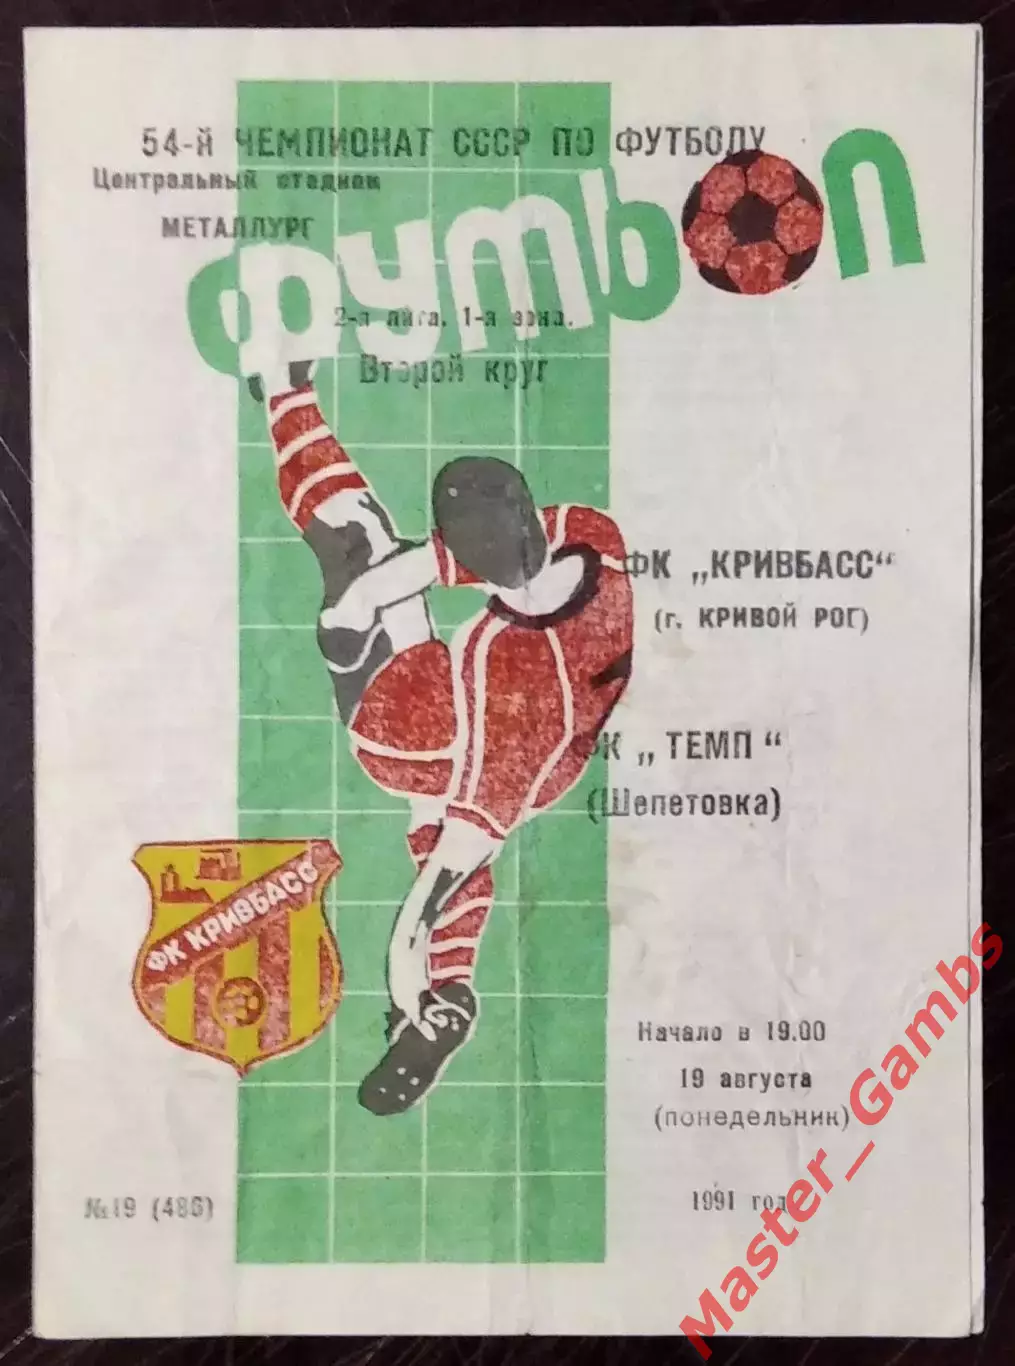 54-й ЧЕМПИОНАТ СССР ПО ФУТБОЛУ
Центральный стадион
МЕТАЛЛУРГ
Футбол
2-я лига. 1-я зона.
Второй круг
ФК „КРИВБАСС“
(г. КРИВОЙ РОГ)
ФК „ТЕМП“
(Шепетовка)
ФК КРИВБАСС
Начало в 19.00
19 августа
(понедельник)
№19 (486)
1991 год
Master_Gambs